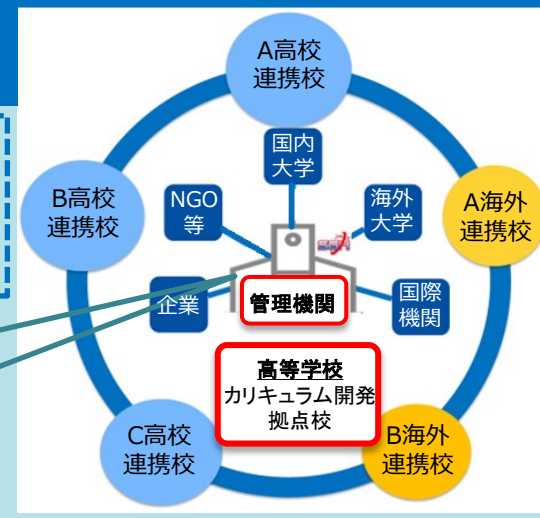 A高校
連携校
国内
大学
B高校
連携校
NGO
等
海外
大学
A海外
連携校
企業
管理機関
国際
機関
高等学校
カリキュラム開発
拠点校
C高校
連携校
B海外
連携校